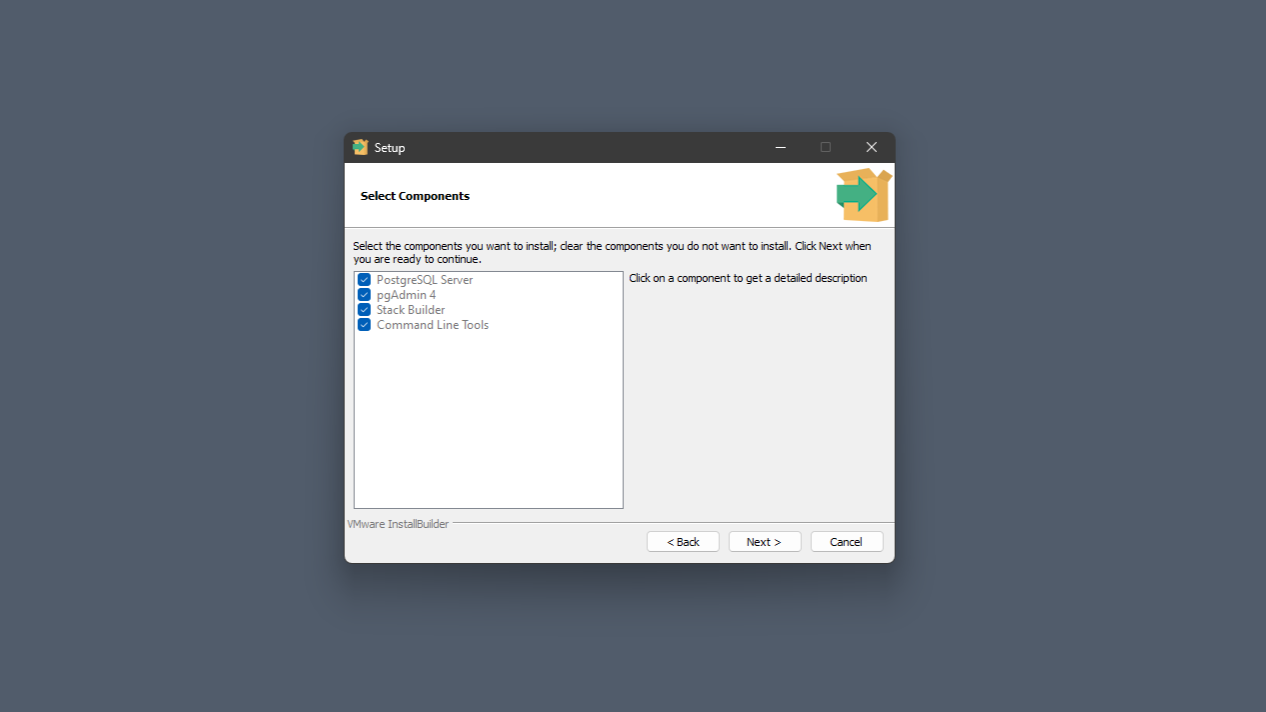 Setup
Select Components
Select the components you want to install; clear the components you do not want to install. Click Next when
you are ready to continue.
PostgreSQL Server
pgAdmin 4
Stack Builder
Command Line Tools
Click on a component to get a detailed description
VMware InstallBuilder
< Back
Next >
Cancel